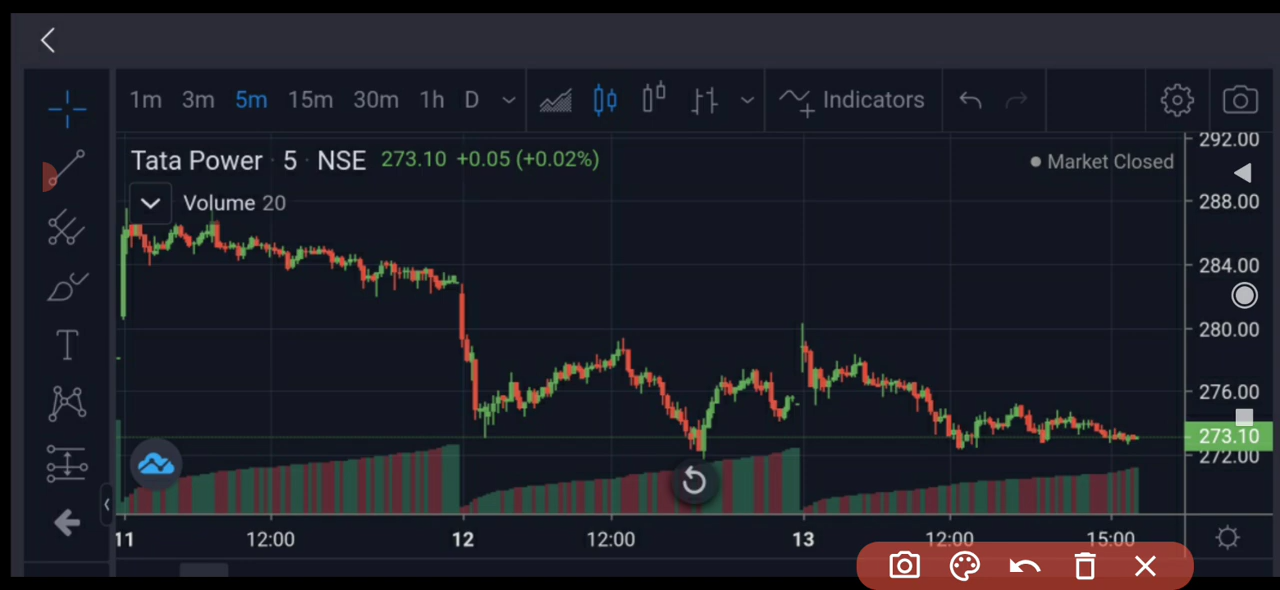 1m 3m 5m 15m 30m 1h D Indicators
Tata Power · 5 · NSE 273.10 +0.05 (+0.02%)
Market Closed
Volume 20
T
292.00
288.00
284.00
280.00
276.00
273.10
272.00
11 12:00 12 12:00 13 12:00 15:00